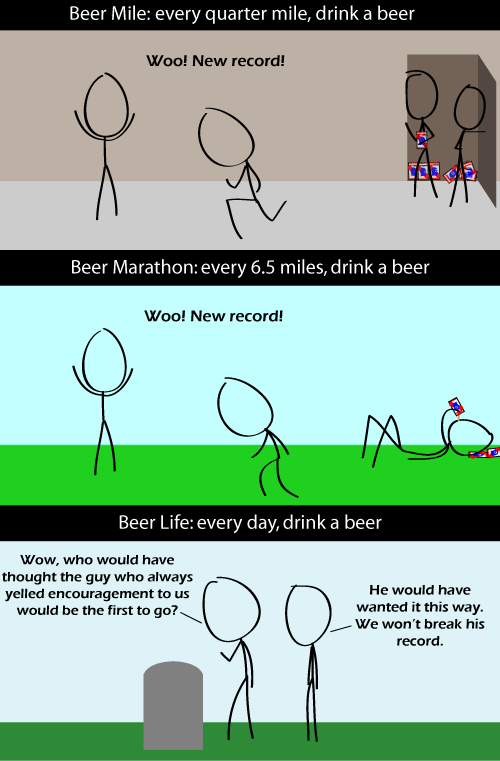 Beer Mile: every quarter mile, drink a beer
Woo! New record!
Beer Marathon: every 6.5 miles, drink a beer
Woo! New record!
Beer Life: every day, drink a beer
Wow, who would have
thought the guy who always
yelled encouragement to us
would be the first to go?
He would have
wanted it this way.
We won't break his
record.